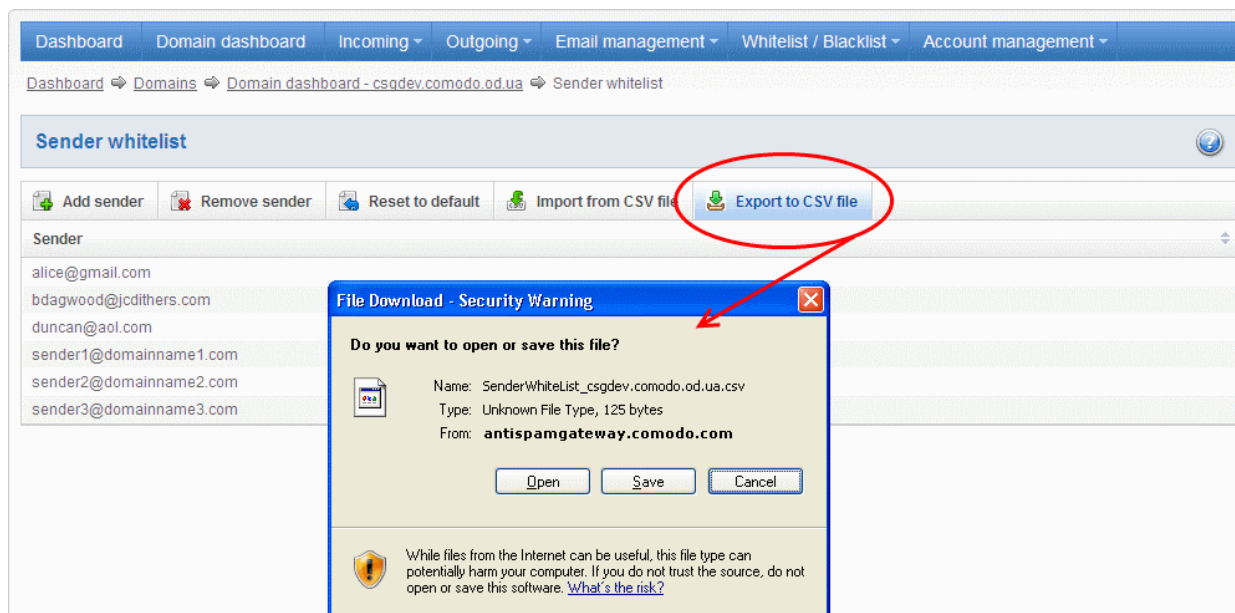 Dashboard Domain dashboard Incoming Outgoing Email management Whitelist / Blacklist Account management
Dashboard Domains Domain dashboard - csgdev.comodo.od.ua Sender whitelist
Sender whitelist
Add sender Remove sender Reset to default Import from CSV file Export to CSV file
Sender
alice@gmail.com
bdagwood@jcdithers.com
duncan@aol.com
sender1@domainname1.com
sender2@domainname2.com
sender3@domainname3.com
File Download - Security Warning
Do you want to open or save this file?
Name: SenderWhiteList_csgdev.comodo.od.ua.csv
Type: Unknown File Type, 125 bytes
From: antispamgateway.comodo.com
Open Save Cancel
While files from the Internet can be useful, this file type can
potentially harm your computer. If you do not trust the source, do not
open or save this software. What's the risk?